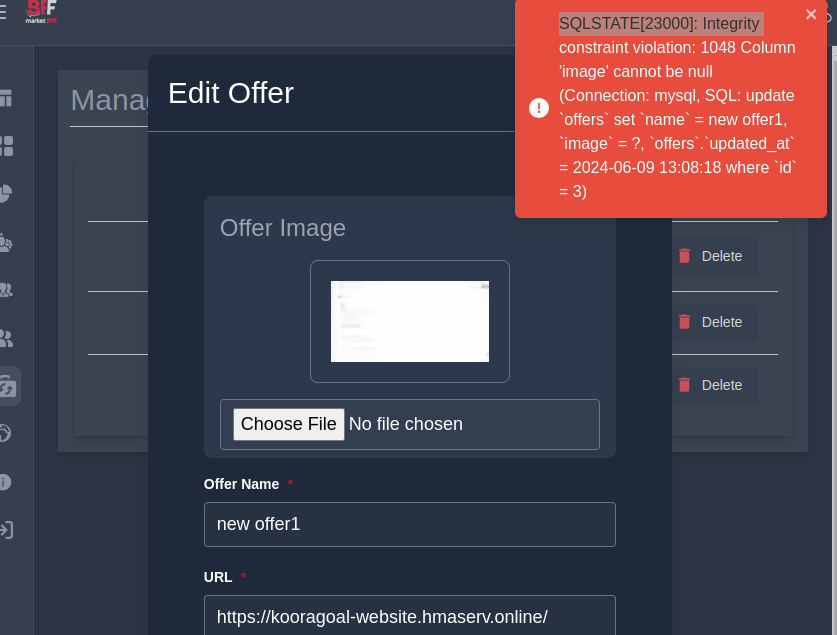 BFF
market BFF
Manag
Edit Offer
SQLSTATE[23000]: Integrity
constraint violation: 1048 Column
'image' cannot be null
(Connection: mysql, SQL: update
`offers` set `name` = new offer1,
`image` = ?, `offers`.`updated_at`
= 2024-06-09 13:08:18 where `id`
= 3)
Offer Image
Delete
Delete
Delete
Choose File No file chosen
Offer Name *
new offer1
URL *
https://kooragoal-website.hmaserv.online/